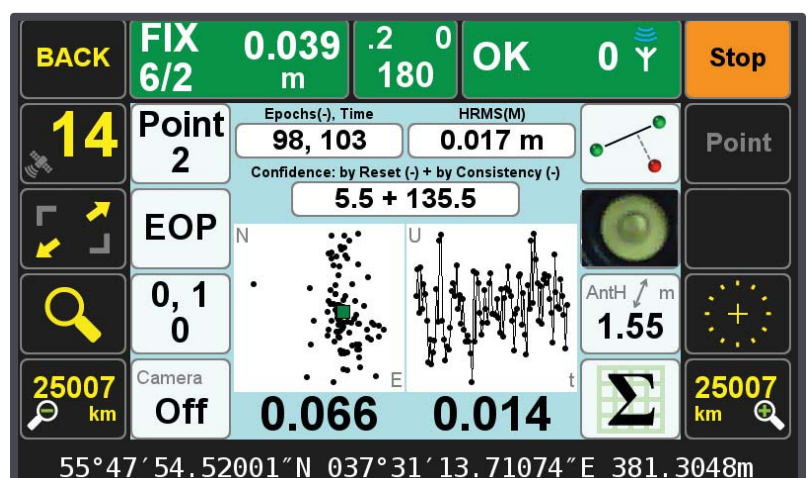 BACK
FIX 0.039
6/2 m
.2 0
180
OK 0
Stop
14
Point
2
Epochs(-), Time
98, 103
HRMS(M)
0.017 m
Point
Confidence: by Reset (-) + by Consistency (-)
5.5 + 135.5
EOP
N
E
U
t
0, 1
0
AntH m
1.55
25007
km
Camera
Off
0.066
0.014
Σ
25007
km
55°47′54.52001″N 037°31′13.71074″E 381.3048m